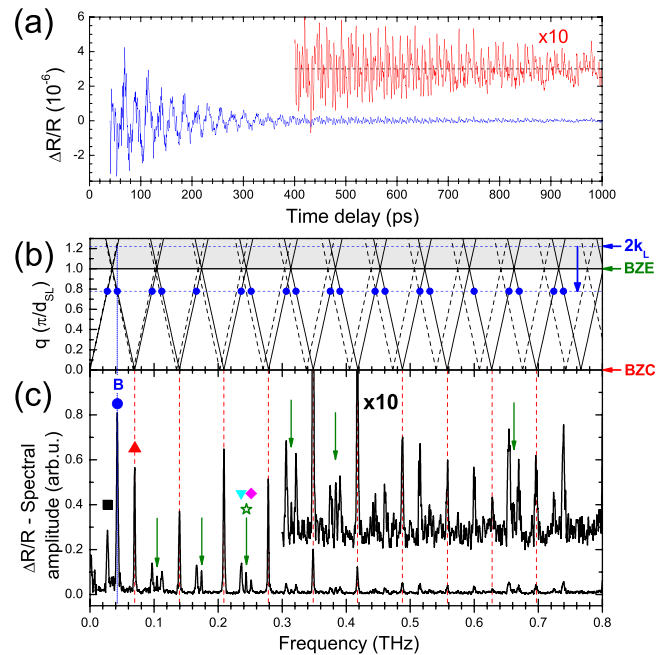 (a)
6
4
2
0
-2
ΔR/R (10⁻⁶)
x10
0 100 200 300 400 500 600 700 800 900 1000
Time delay (ps)
(b)
1.2
1.0
0.8
0.6
0.4
0.2
0.0
q (π/d_SL)
2k_L
BZE
BZC
(c)
B
x10
0.8
0.6
0.4
0.2
0.0
ΔR/R - Spectral
amplitude (arb.u.)
0.0 0.1 0.2 0.3 0.4 0.5 0.6 0.7 0.8
Frequency (THz)